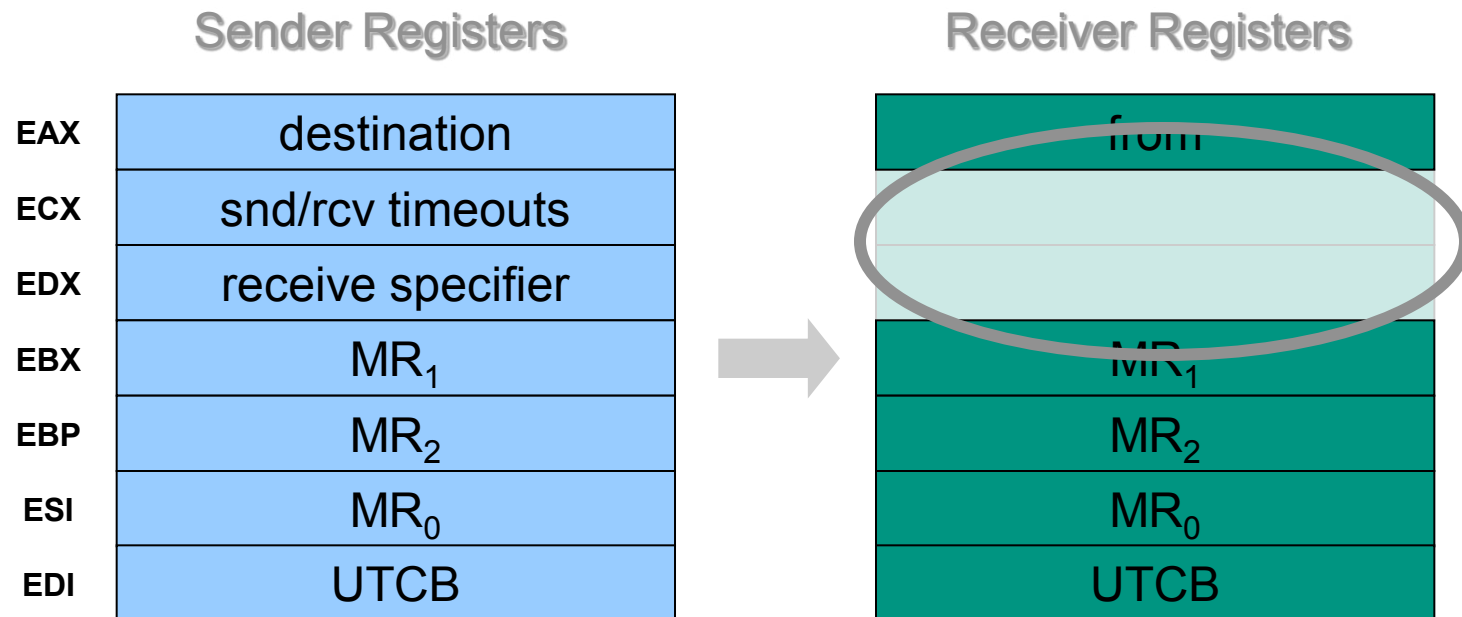 Sender Registers Receiver Registers
EAX destination from
ECX snd/rcv timeouts
EDX receive specifier
EBX MR₁ MR₁
EBP MR₂ MR₂
ESI MR₀ MR₀
EDI UTCB UTCB